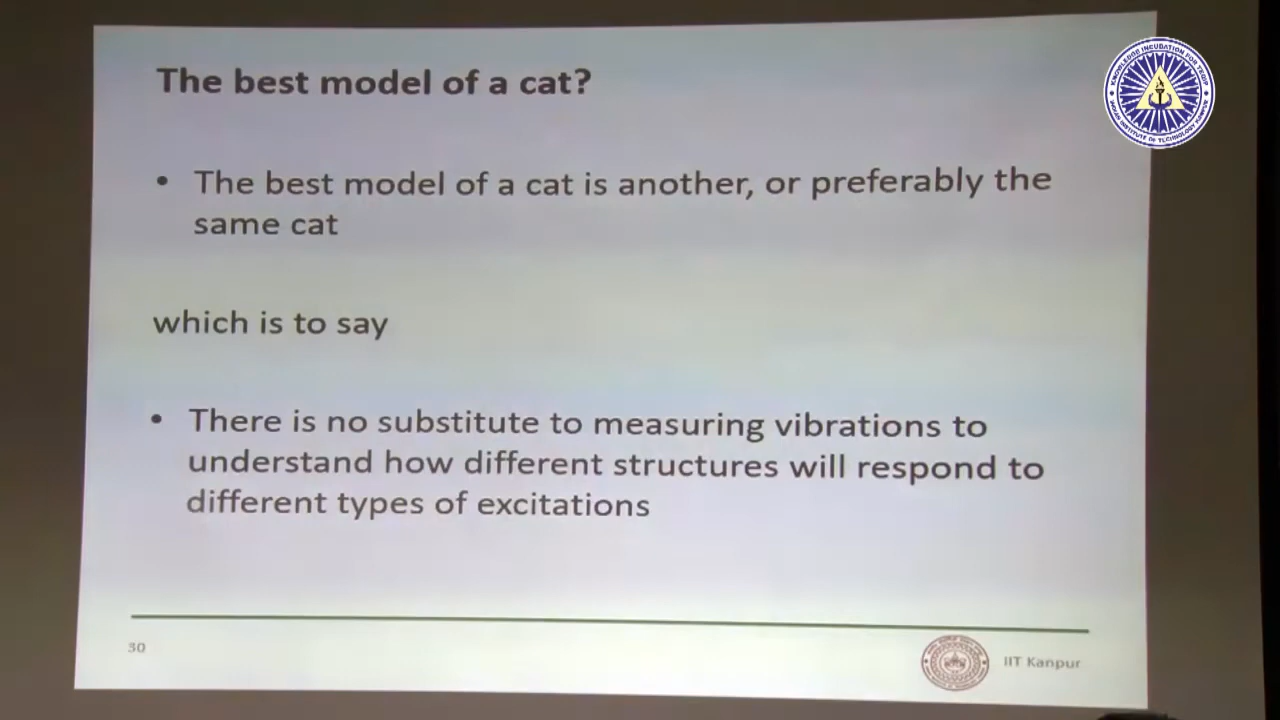 The best model of a cat?
• The best model of a cat is another, or preferably the
same cat
which is to say
• There is no substitute to measuring vibrations to
understand how different structures will respond to
different types of excitations
30
IIT Kanpur